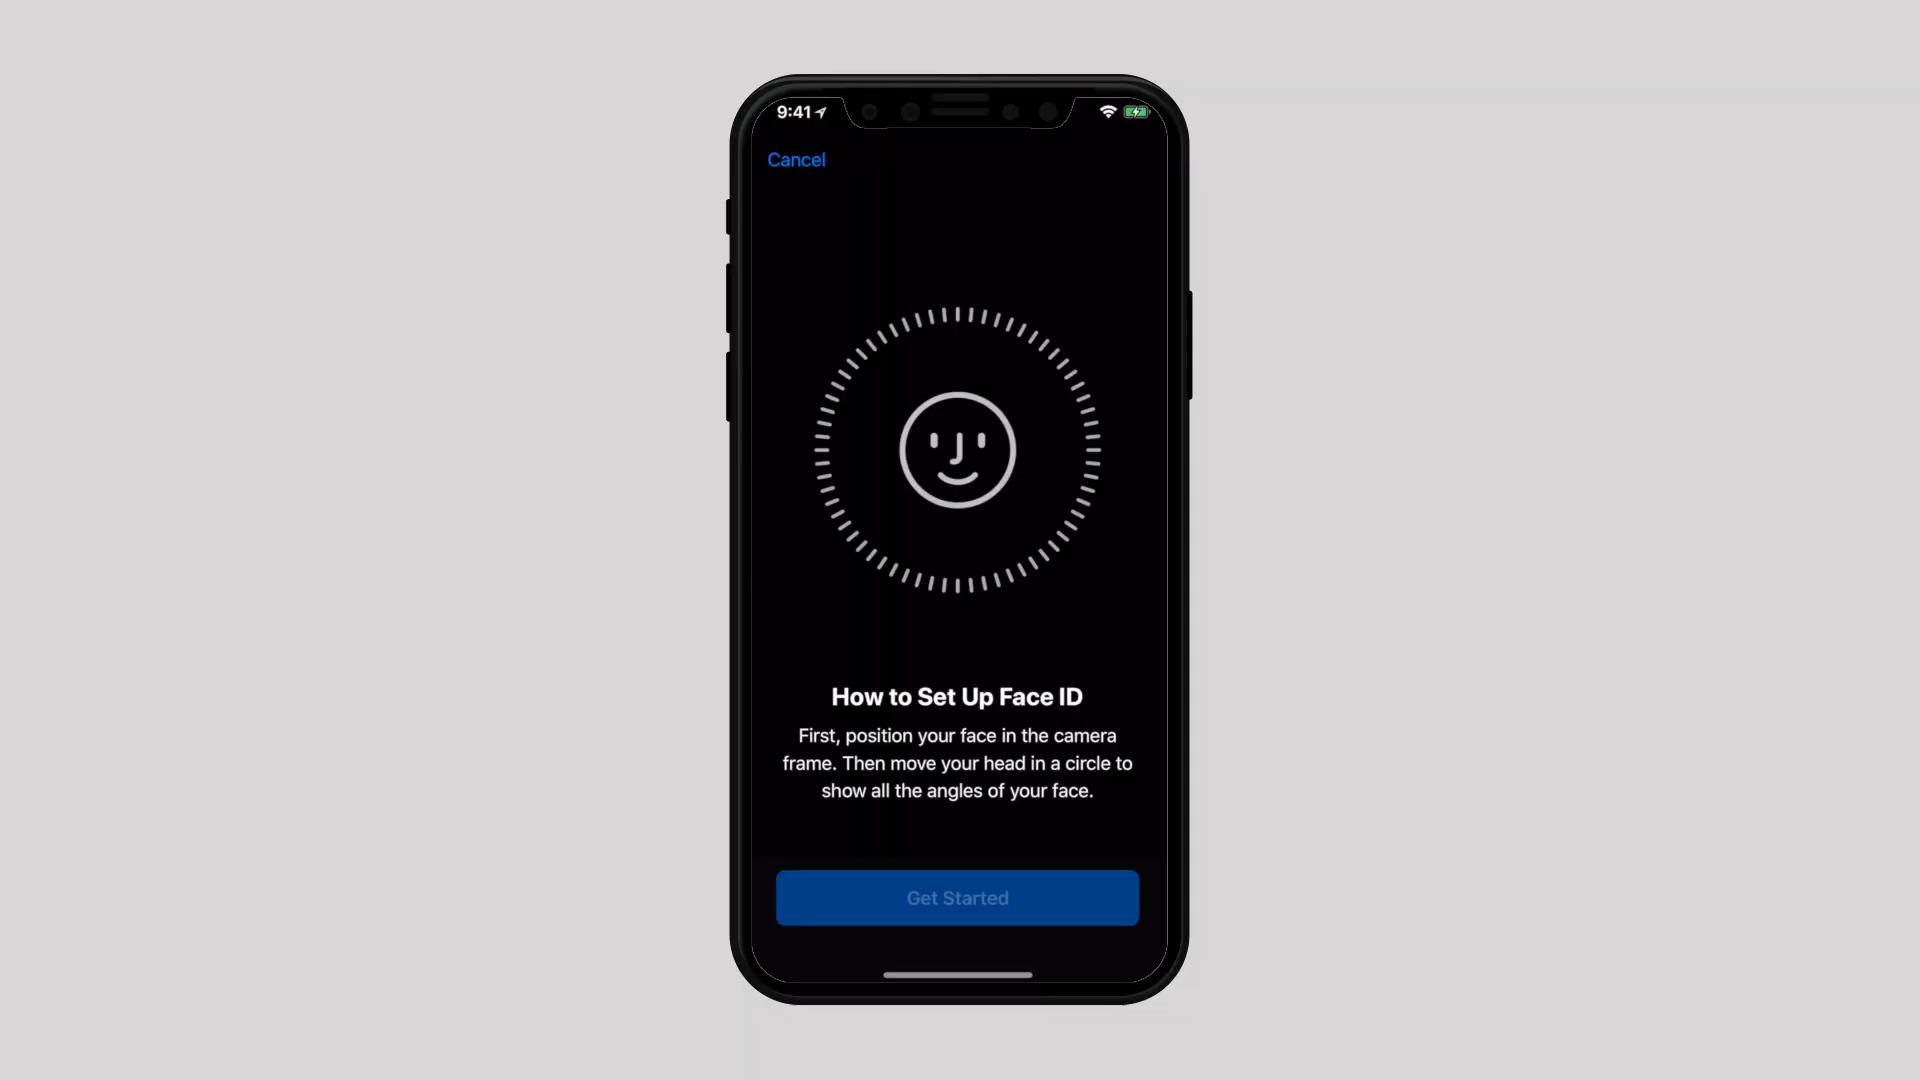 9:41
Cancel
How to Set Up Face ID
First, position your face in the camera
frame. Then move your head in a circle to
show all the angles of your face.
Get Started